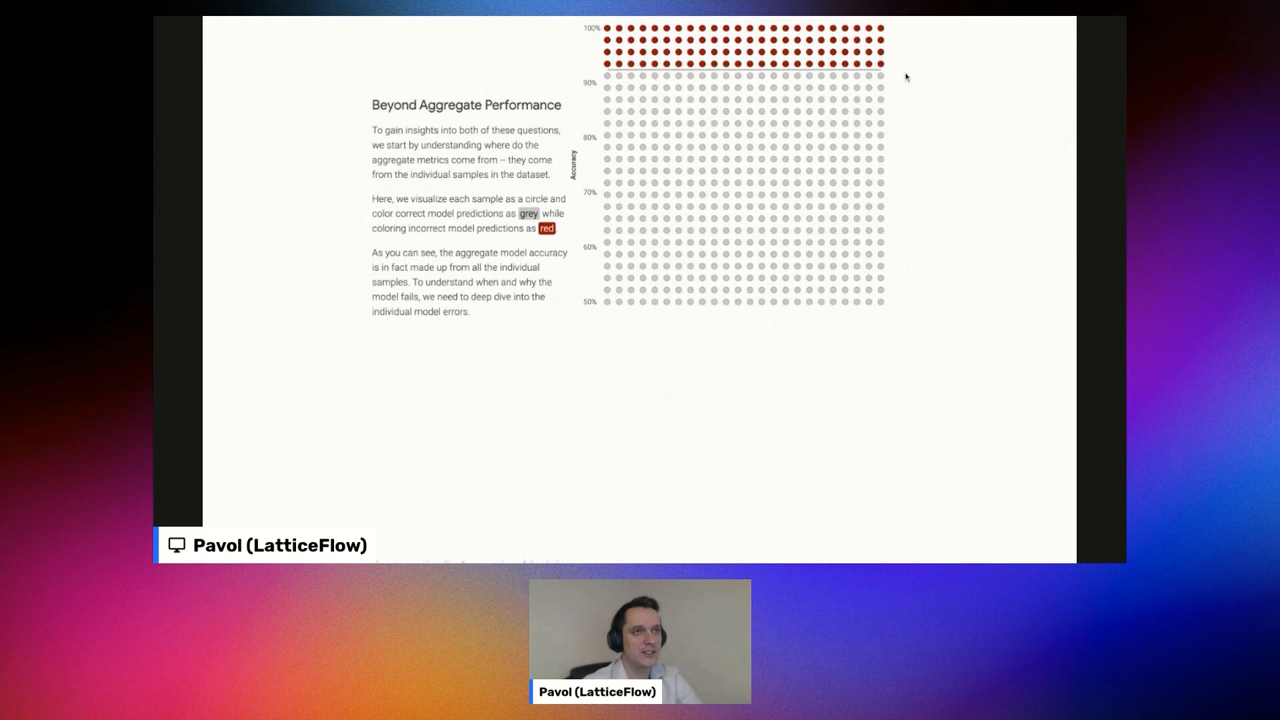 Beyond Aggregate Performance
To gain insights into both of these questions,
we start by understanding where do the
aggregate metrics come from – they come
from the individual samples in the dataset.
Here, we visualize each sample as a circle and
color correct model predictions as grey while
coloring incorrect model predictions as red
As you can see, the aggregate model accuracy
is in fact made up from all the individual
samples. To understand when and why the
model fails, we need to deep dive into the
individual model errors.
Accuracy
100%
90%
80%
70%
60%
50%
Pavol (LatticeFlow)
Pavol (LatticeFlow)